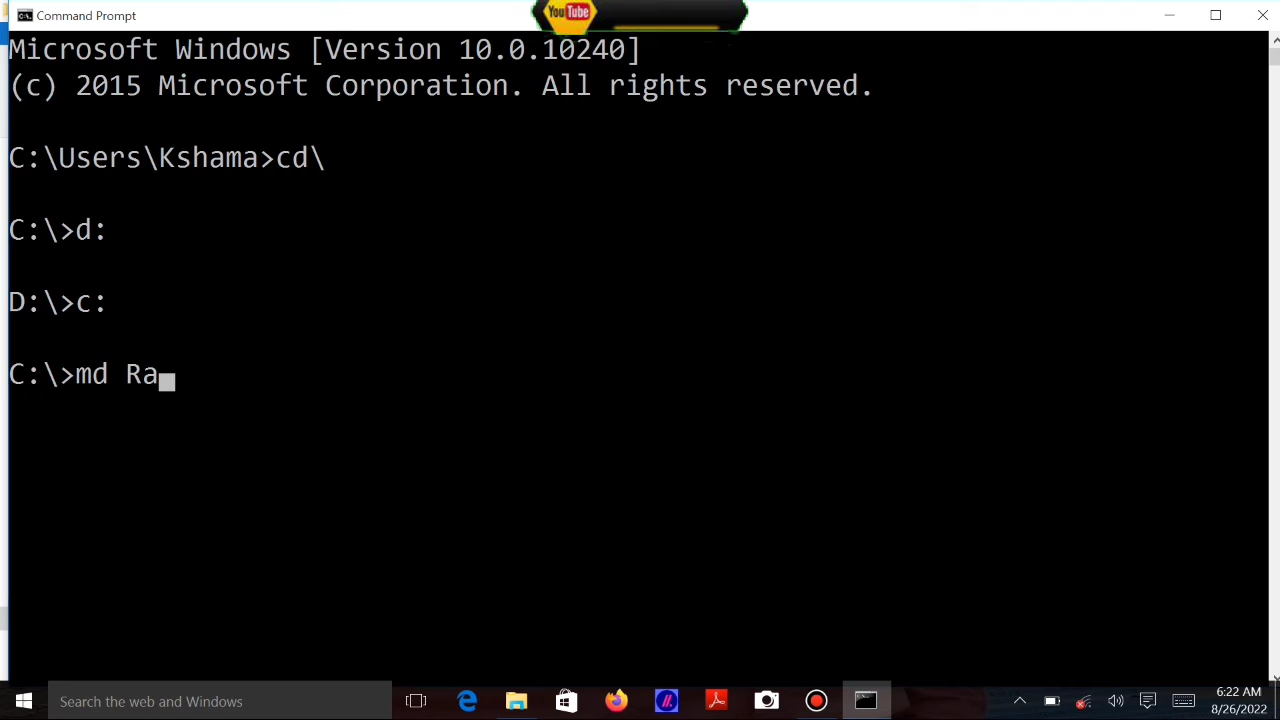 Command Prompt
YouTube
Microsoft Windows [Version 10.0.10240]
(c) 2015 Microsoft Corporation. All rights reserved.
C:\Users\Kshama>cd\
C:\>d:
D:\>c:
C:\>md Ra
Search the web and Windows
6:22 AM
8/26/2022